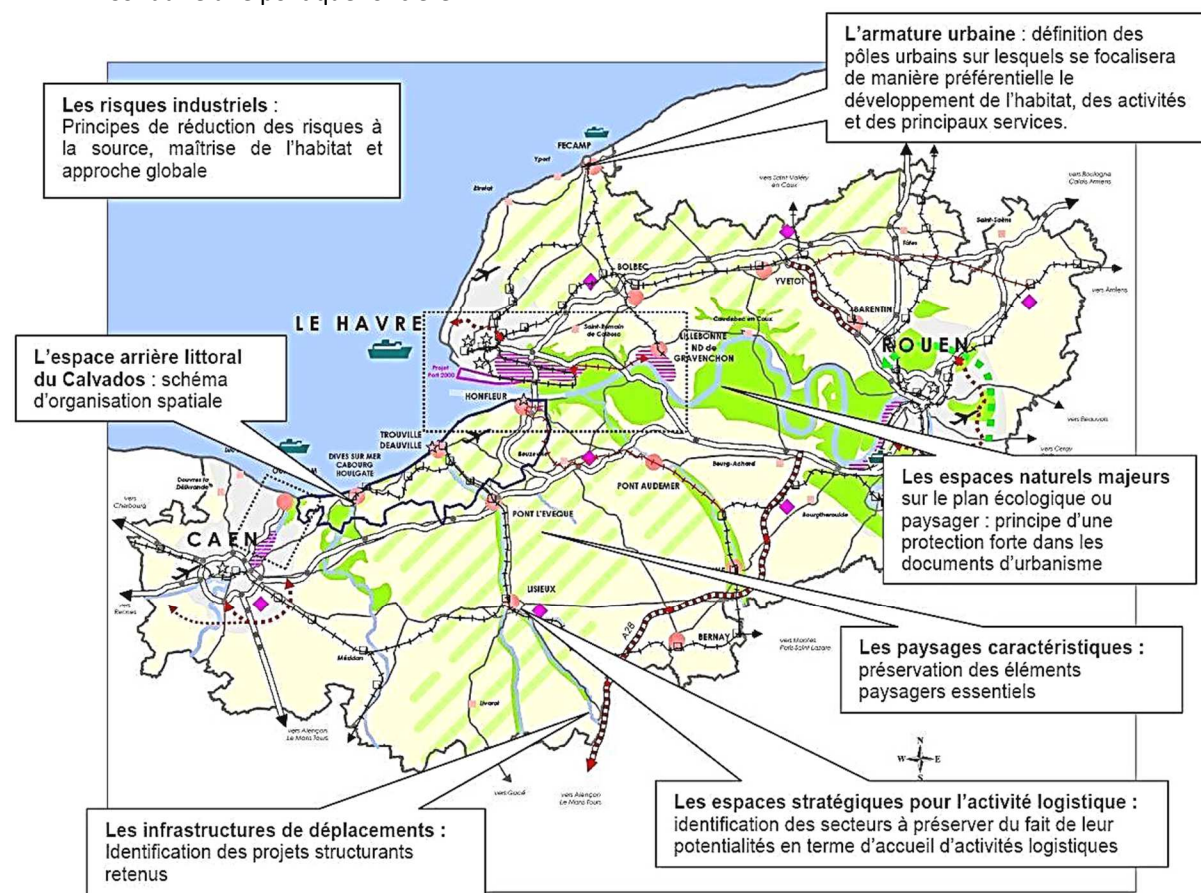 L'armature urbaine : définition des
pôles urbains sur lesquels se focalisera
de manière préférentielle le
développement de l'habitat, des activités
et des principaux services.
Les risques industriels :
Principes de réduction des risques à
la source, maîtrise de l'habitat et
approche globale
FECAMP
Yport
Etretat
vers Saint Valéry
en Caux
vers Boulogne
Calais Amiens
Saint-Saëns
Tôtes
vers Amiens
BOLBEC
YVETOT
BARENTIN
LE HAVRE
Saint-Romain
de Colbosc
Caudebec en Caux
LILLEBONNE
ND de
GRAVENCHON
ROUEN
L'espace arrière littoral
du Calvados : schéma
d'organisation spatiale
Projet
Port 2000
HONFLEUR
vers Beauvais
vers Cergy
TROUVILLE
DEAUVILLE
DIVES SUR MER
CABOURG
HOULGATE
Douvres la
Délivrande
Bourg-Achard
PONT AUDEMER
Bourgtheroulde
PONT L'EVEQUE
vers
Cherbourg
CAEN
Les espaces naturels majeurs
sur le plan écologique ou
paysager : principe d'une
protection forte dans les
documents d'urbanisme
vers
Rennes
LISIEUX
A28
BERNAY
Mézidon
Livarot
Les paysages caractéristiques :
préservation des éléments
paysagers essentiels
vers Alençon
Le Mans Tours
N
W E
S
vers Gacé
vers Alençon
Le Mans Tours
Les espaces stratégiques pour l'activité logistique :
identification des secteurs à préserver du fait de leur
potentialités en terme d'accueil d'activités logistiques
Les infrastructures de déplacements :
Identification des projets structurants
retenus